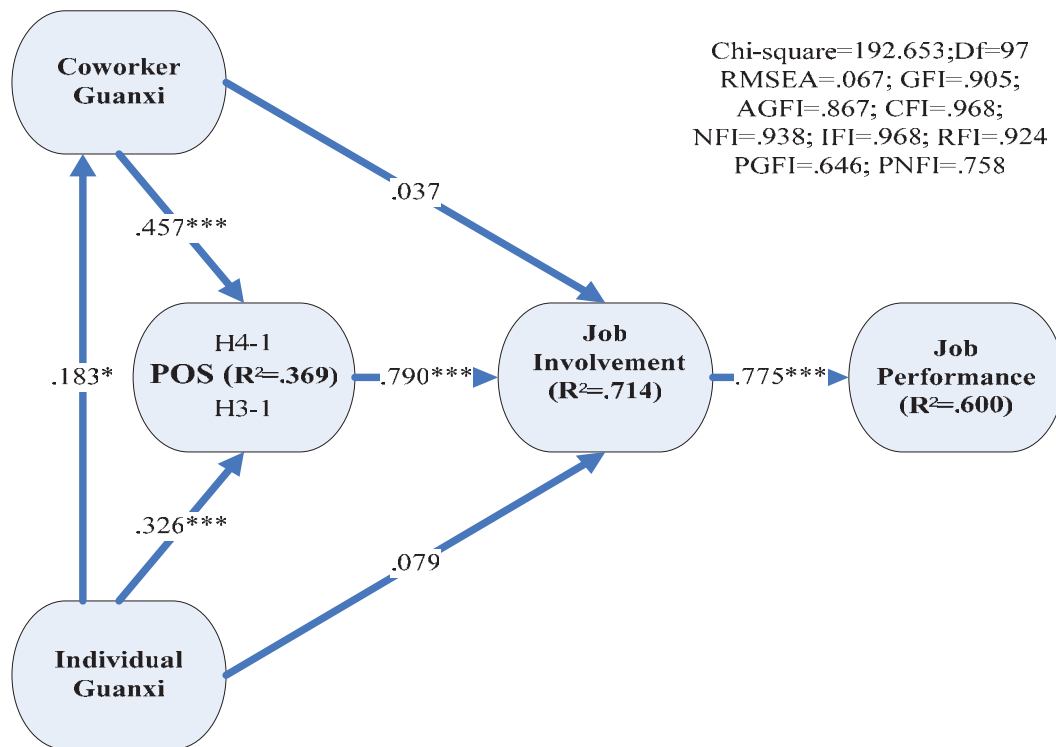 Coworker
Guanxi
Chi-square=192.653;Df=97
RMSEA=.067; GFI=.905;
AGFI=.867; CFI=.968;
NFI=.938; IFI=.968; RFI=.924
PGFI=.646; PNFI=.758
.037
.457***
H4-1
POS (R²=.369)
H3-1
.183*
.790***
Job
Involvement
(R²=.714)
.775***
Job
Performance
(R²=.600)
.326***
.079
Individual
Guanxi